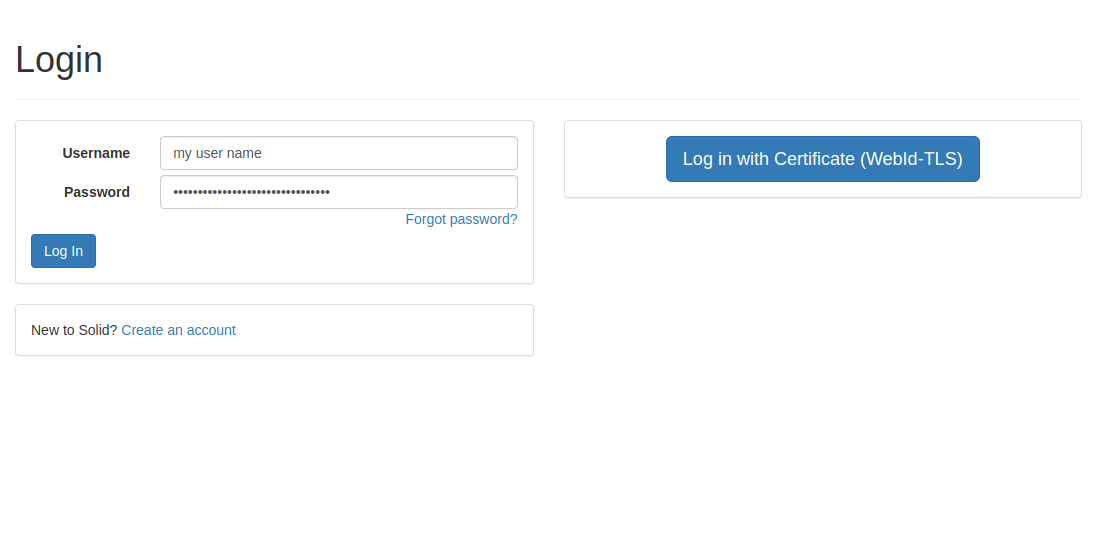 Login
Username my user name
Password ••••••••••••••••••••••••••••••••
Forgot password?
Log In
New to Solid? Create an account
Log in with Certificate (WebId-TLS)